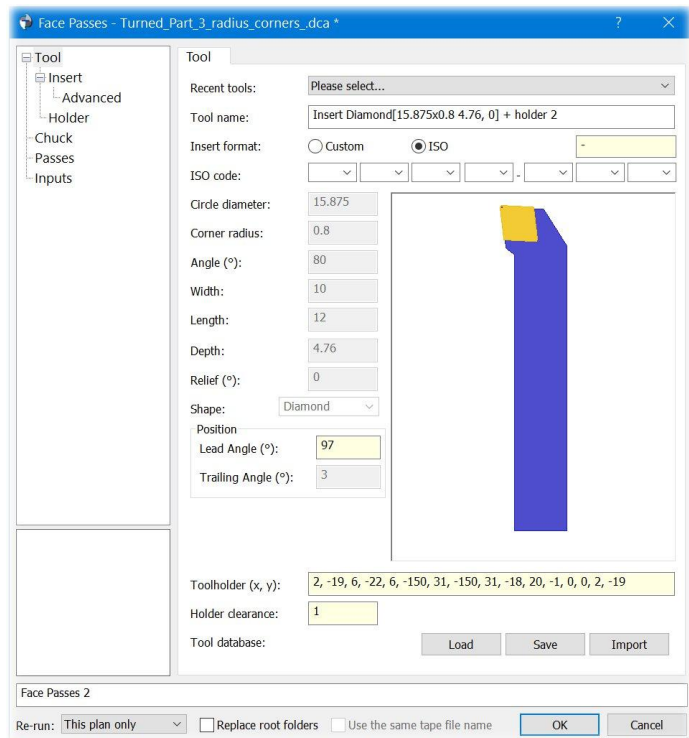 Face Passes - Turned_Part_3_radius_corners_.dca *
?
Tool
Insert
Advanced
Holder
Chuck
Passes
Inputs
Tool
Recent tools: Please select...
Tool name: Insert Diamond[15.875x0.8 4.76, 0] + holder 2
Insert format: Custom ISO -
ISO code: -
Circle diameter: 15.875
Corner radius: 0.8
Angle (°): 80
Width: 10
Length: 12
Depth: 4.76
Relief (°): 0
Shape: Diamond
Position
Lead Angle (°): 97
Trailing Angle (°): 3
Toolholder (x, y): 2, -19, 6, -22, 6, -150, 31, -150, 31, -18, 20, -1, 0, 0, 2, -19
Holder clearance: 1
Tool database: Load Save Import
Face Passes 2
Re-run: This plan only Replace root folders Use the same tape file name OK Cancel